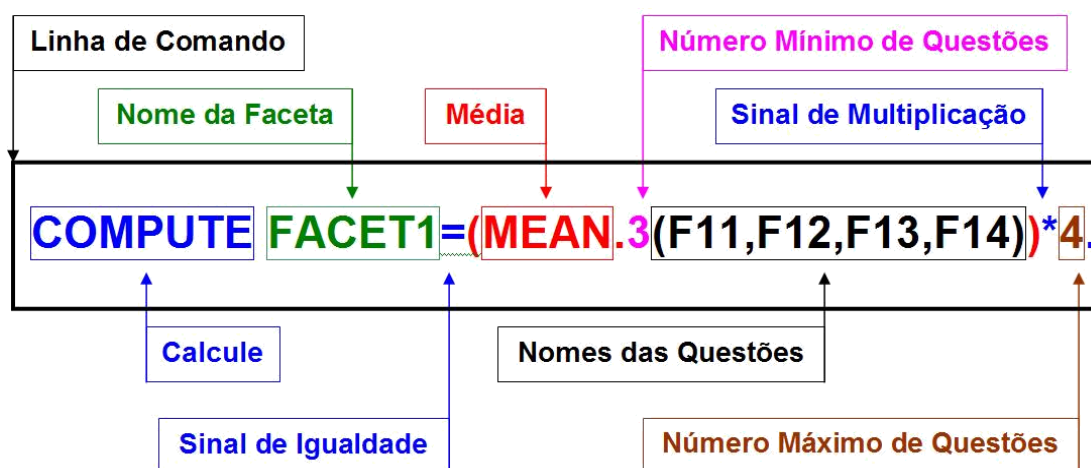 Linha de Comando
Número Mínimo de Questões
Nome da Faceta
Média
Sinal de Multiplicação
COMPUTE FACET1=(MEAN.3(F11,F12,F13,F14))*4.
Calcule
Nomes das Questões
Sinal de Igualdade
Número Máximo de Questões